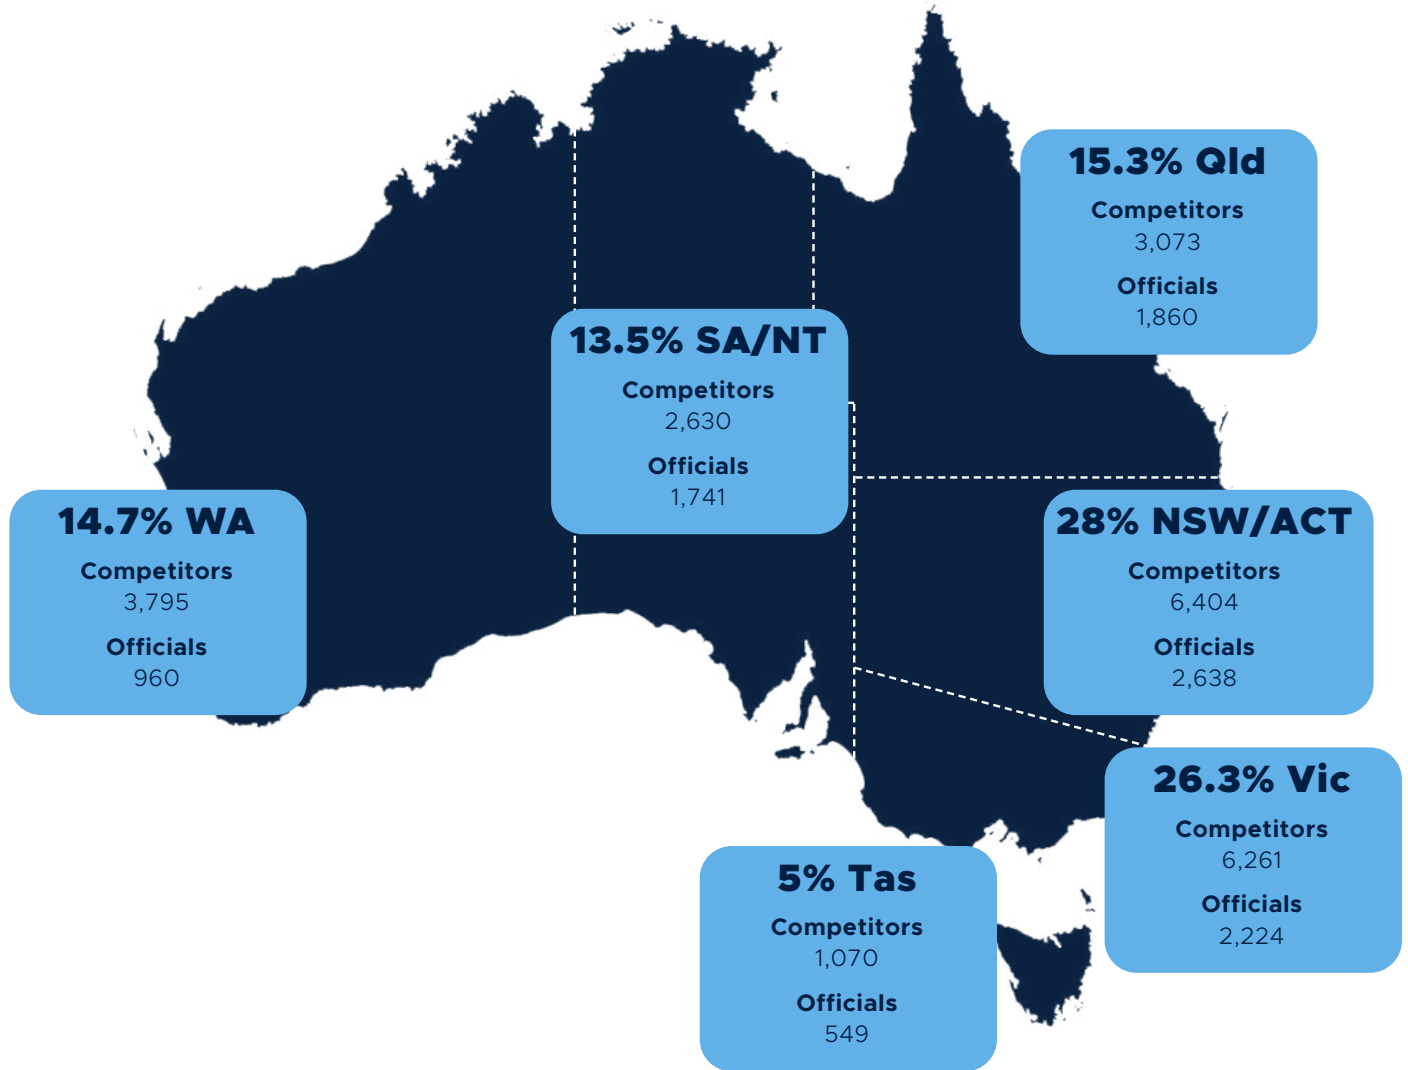 15.3% Qld
Competitors
3,073
Officials
1,860
13.5% SA/NT
Competitors
2,630
Officials
1,741
14.7% WA
Competitors
3,795
Officials
960
28% NSW/ACT
Competitors
6,404
Officials
2,638
26.3% Vic
Competitors
6,261
Officials
2,224
5% Tas
Competitors
1,070
Officials
549